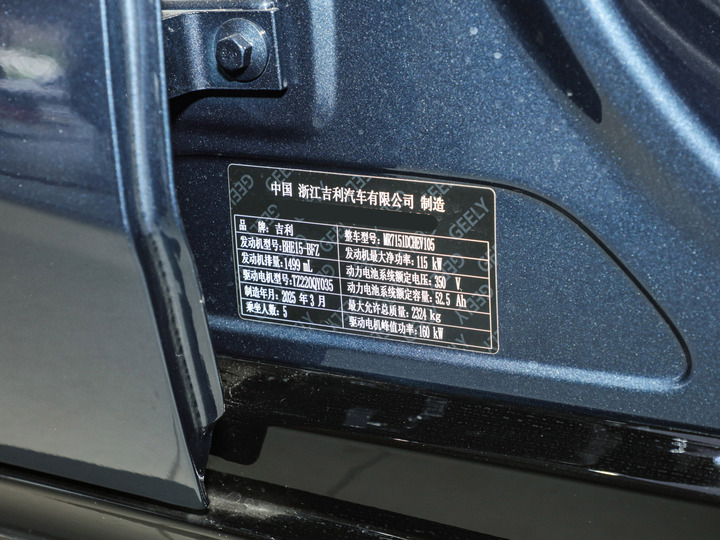 中国 浙江吉利汽车有限公司 制造
品 牌: 吉利 整车型号: MR7151DCHEV105
发动机型号: BHE15-BFZ 发动机最大净功率: 115 kW
发动机排量: 1499 mL 动力电池系统额定电压: 350 V
驱动电机型号: TZ220QY035 动力电池系统额定容量: 52.5 Ah
制造年月: 2025 年 3 月 最大允许总质量: 2324 kg
乘坐人数: 5 驱动电机峰值功率: 160 kW
GEELY